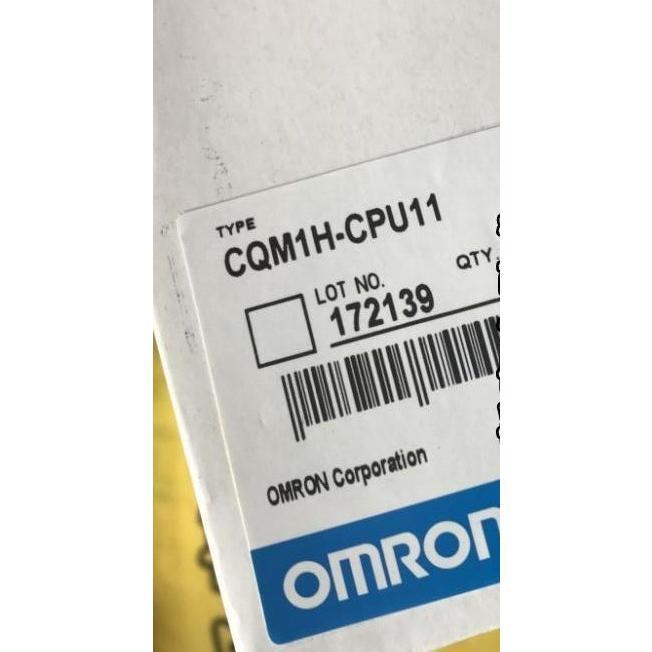 TYPE
CQM1H-CPU11
LOT NO.
QTY.
172139
OMRON Corporation
OMRON